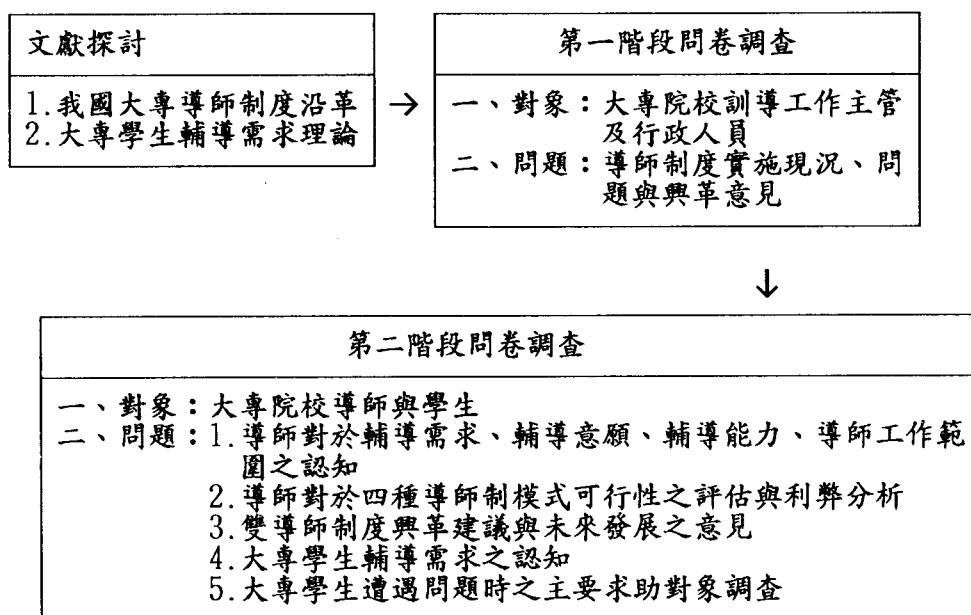 文獻探討
1.我國大專導師制度沿革
2.大專學生輔導需求理論
→
第一階段問卷調查
一、對象：大專院校訓導工作主管
及行政人員
二、問題：導師制度實施現況、問
題與興革意見
↓
第二階段問卷調查
一、對象：大專院校導師與學生
二、問題：1.導師對於輔導需求、輔導意願、輔導能力、導師工作範
圍之認知
2.導師對於四種導師制模式可行性之評估與利弊分析
3.雙導師制度興革建議與未來發展之意見
4.大專學生輔導需求之認知
5.大專學生遭遇問題時之主要求助對象調查